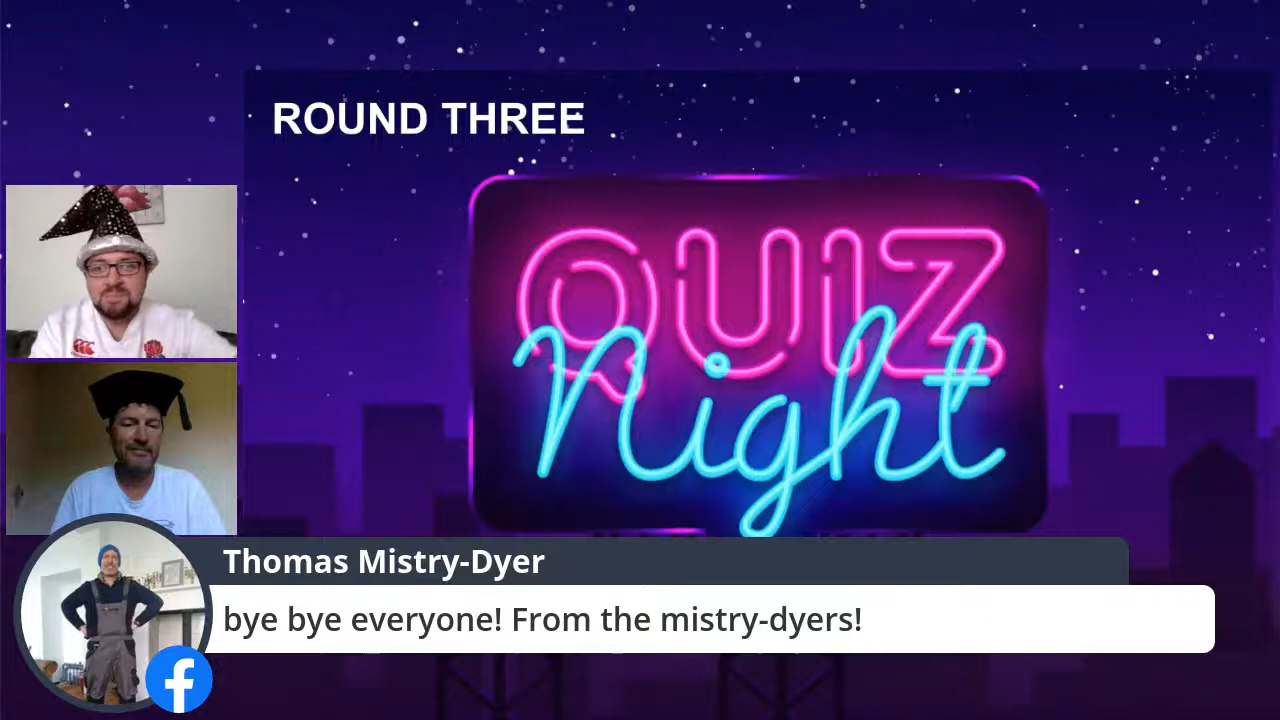 ROUND THREE
QUIZ
Night
Thomas Mistry-Dyer
bye bye everyone! From the mistry-dyers!